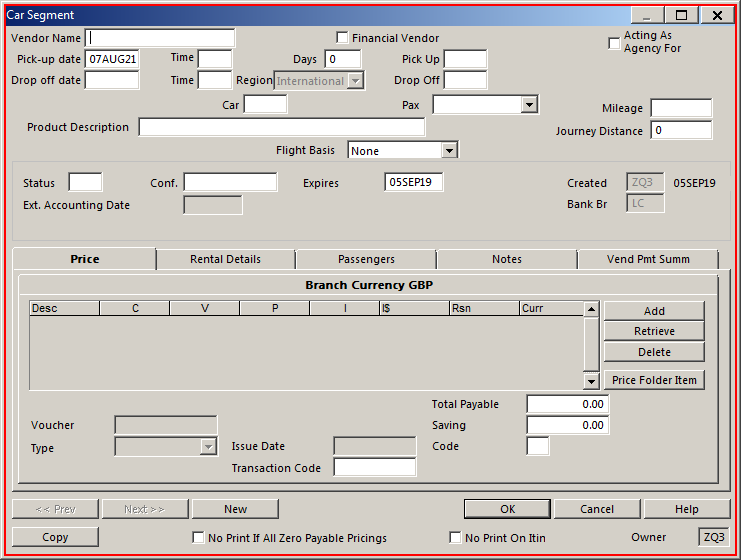 Car Segment
Vendor Name Financial Vendor Acting As Agency For
Pick-up date 07AUG21 Time Days 0 Pick Up
Drop off date Time Region International Drop Off
Car Pax Mileage
Product Description Journey Distance 0
Flight Basis None
Status Conf. Expires 05SEP19 Created ZQ3 05SEP19
Ext. Accounting Date Bank Br LC
Price Rental Details Passengers Notes Vend Pmt Summ
Branch Currency GBP
Desc C V P I I$ Rsn Curr
Add
Retrieve
Delete
Price Folder Item
Total Payable 0.00
Voucher Saving 0.00
Type Issue Date Code
Transaction Code
<< Prev Next >> New OK Cancel Help
Copy No Print If All Zero Payable Pricings No Print On Itin Owner ZQ3